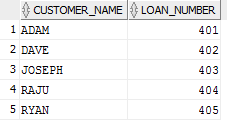 CUSTOMER_NAME LOAN_NUMBER
1 ADAM 401
2 DAVE 402
3 JOSEPH 403
4 RAJU 404
5 RYAN 405